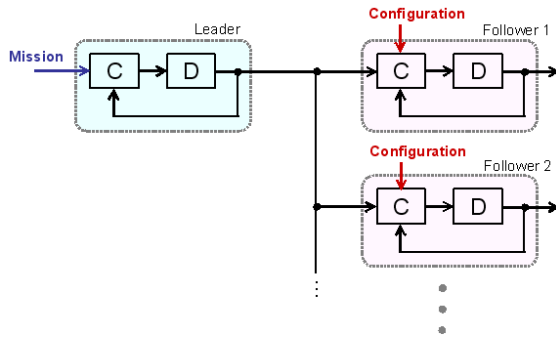 Configuration
Leader
Follower 1
Mission
C
D
C
D
Configuration
Follower 2
C
D